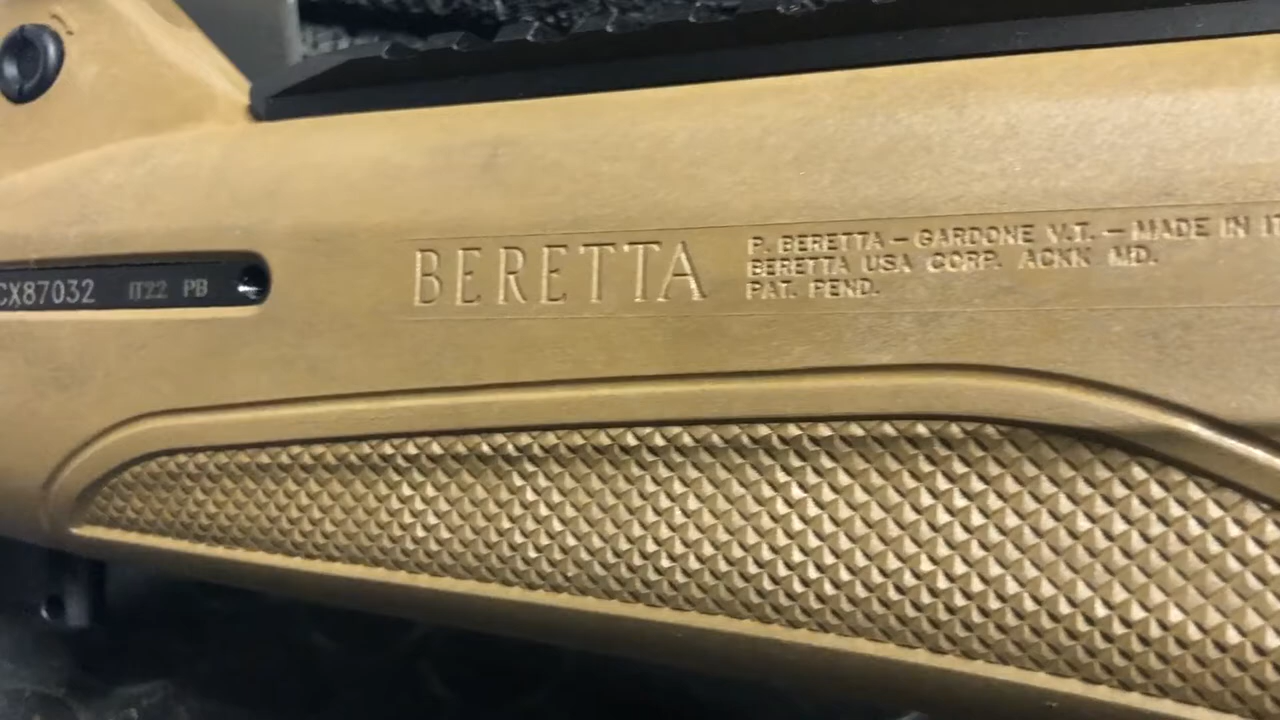 CX87032 IT22 PB
BERETTA
P. BERETTA – GARDONE V.T. – MADE IN IT
BERETTA USA CORP. ACKK MD.
PAT. PEND.